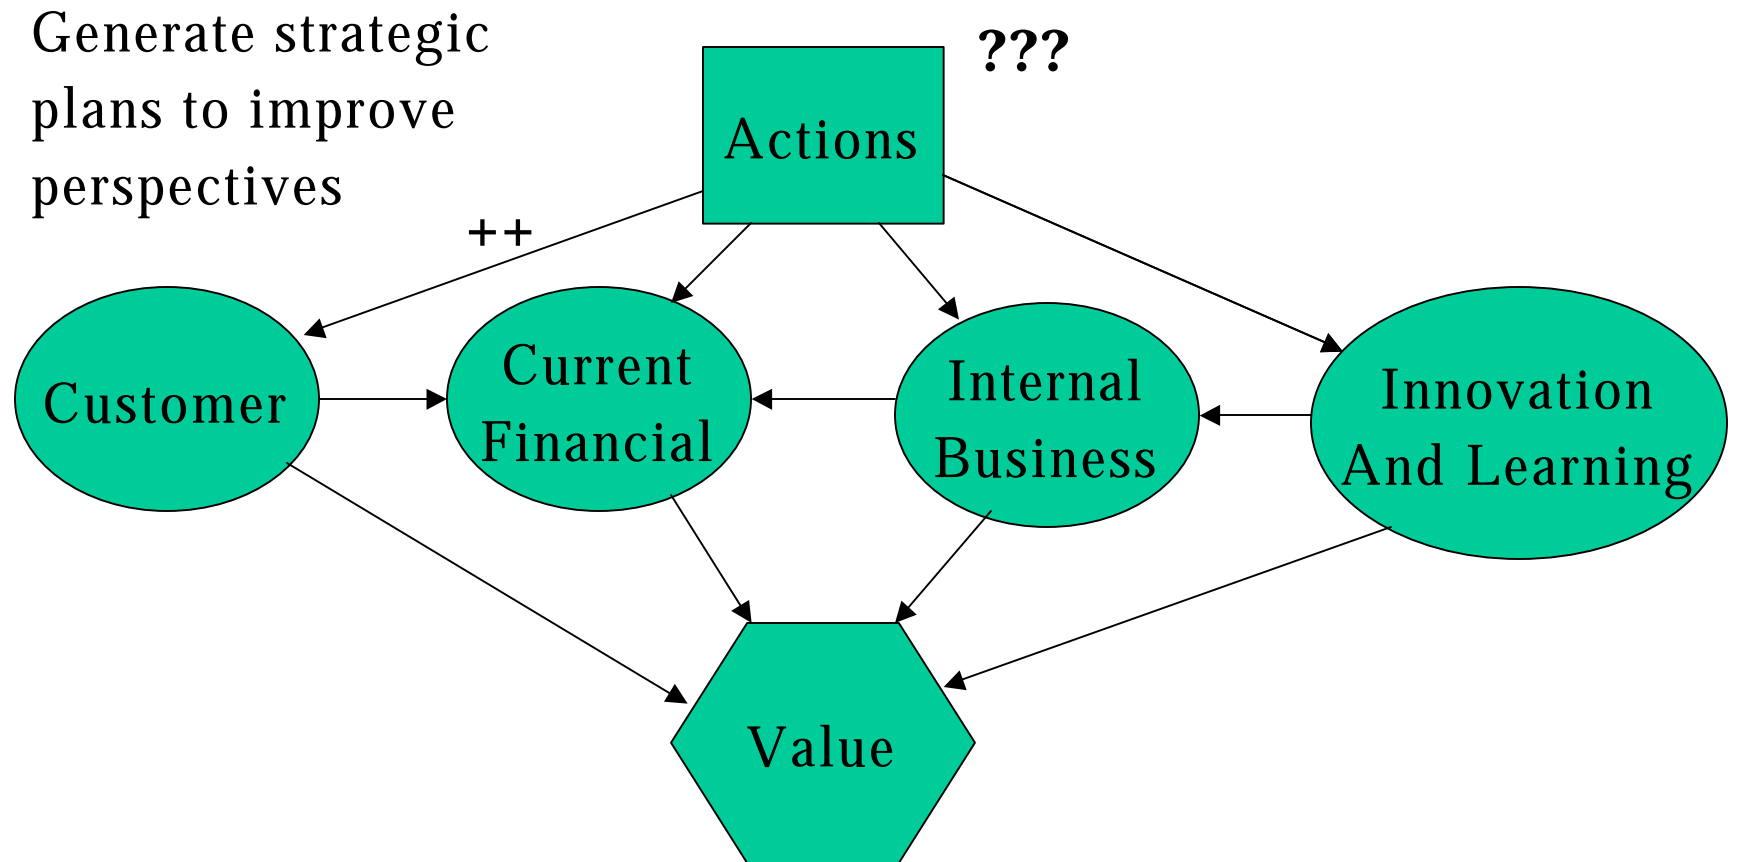 Generate strategic
plans to improve
perspectives
???
Actions
++
Customer
Current
Financial
Internal
Business
Innovation
And Learning
Value